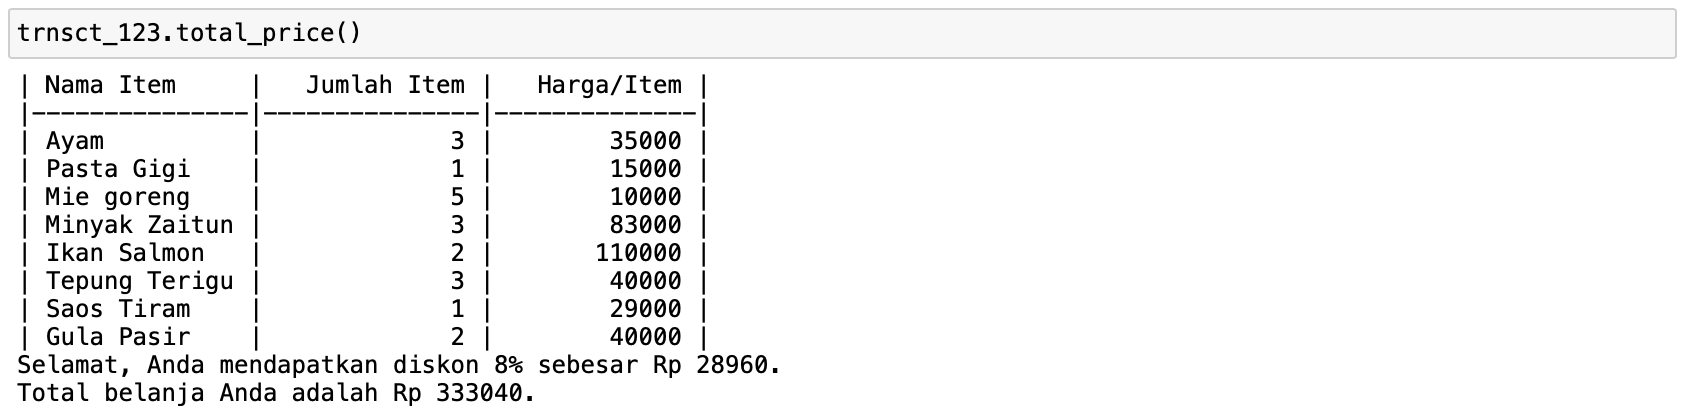 trnsct_123.total_price()
| Nama Item     |   Jumlah Item |   Harga/Item |
|---------------|---------------|--------------|
| Ayam          |             3 |        35000 |
| Pasta Gigi    |             1 |        15000 |
| Mie goreng    |             5 |        10000 |
| Minyak Zaitun |             3 |        83000 |
| Ikan Salmon   |             2 |       110000 |
| Tepung Terigu |             3 |        40000 |
| Saos Tiram    |             1 |        29000 |
| Gula Pasir    |             2 |        40000 |
Selamat, Anda mendapatkan diskon 8% sebesar Rp 28960.
Total belanja Anda adalah Rp 333040.